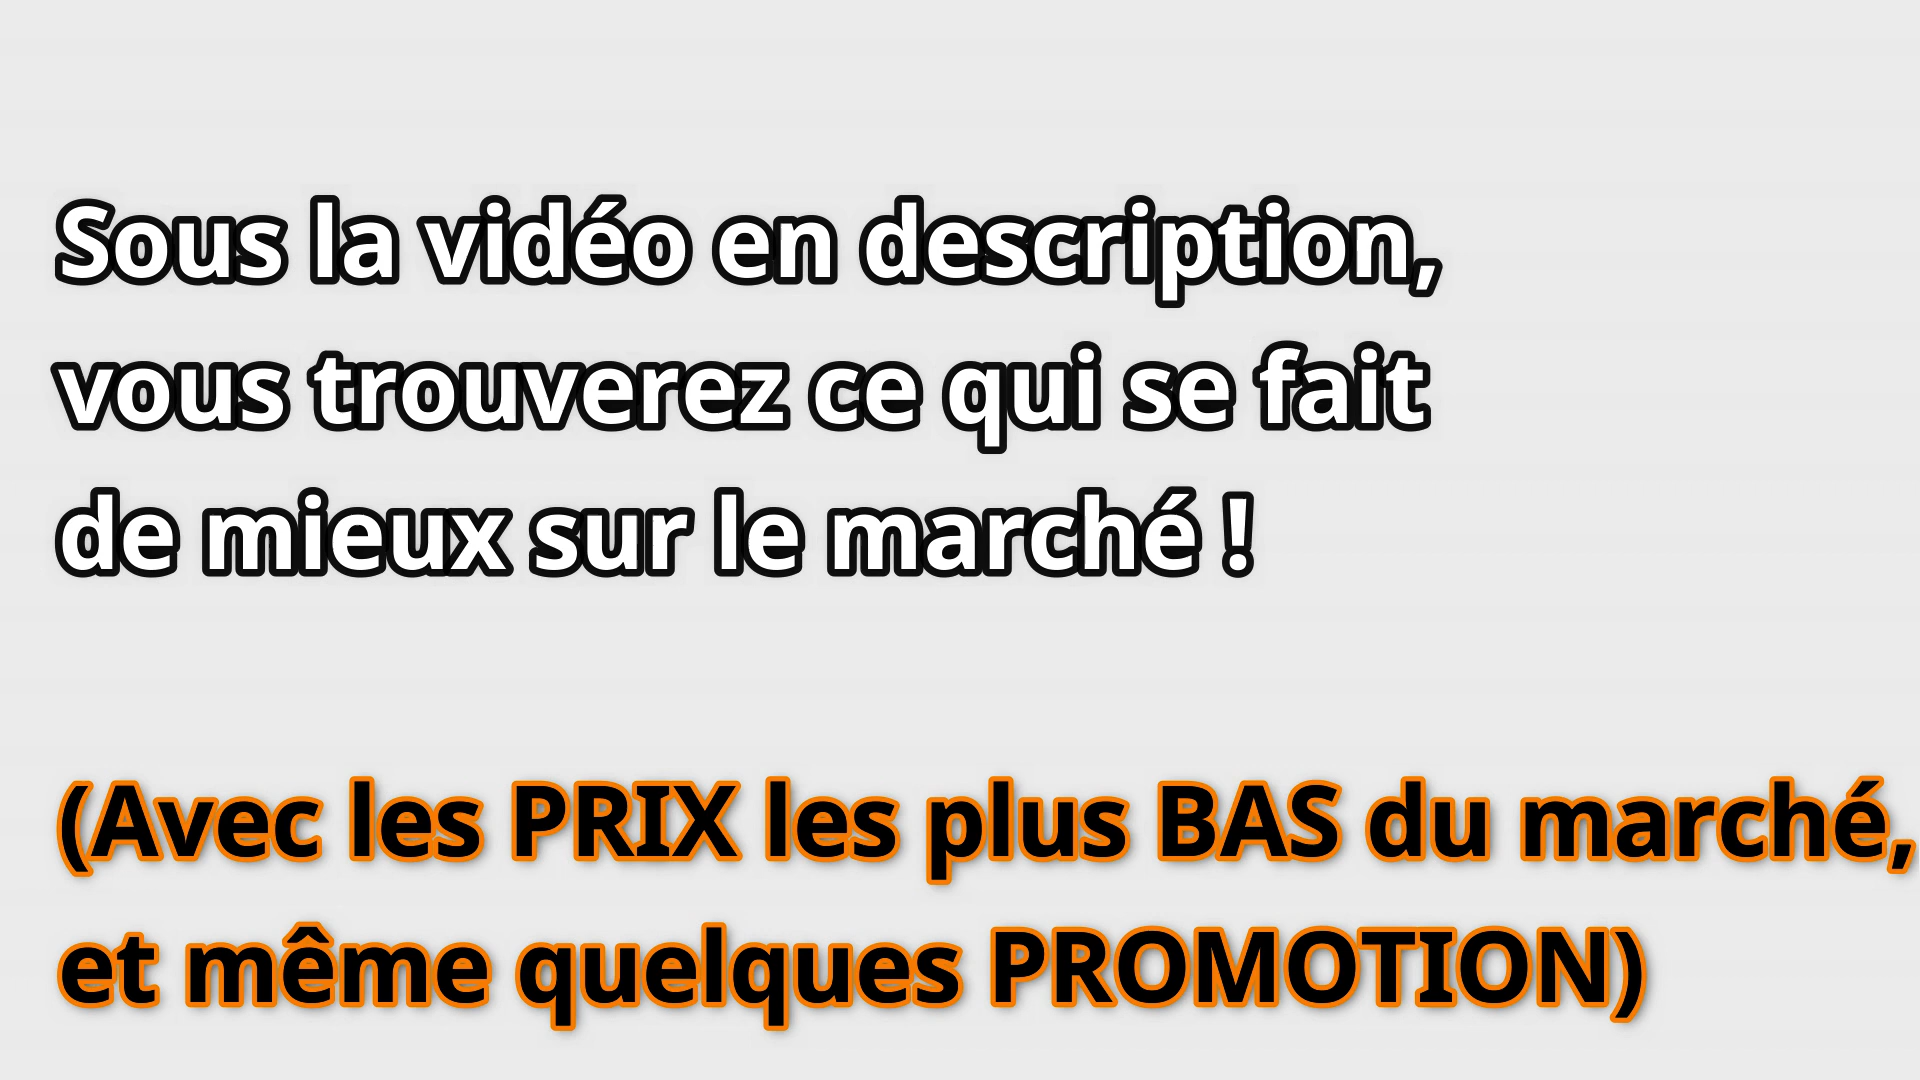 Sous la vidéo en description,
vous trouverez ce qui se fait
de mieux sur le marché !
(Avec les PRIX les plus BAS du marché,
et même quelques PROMOTION)